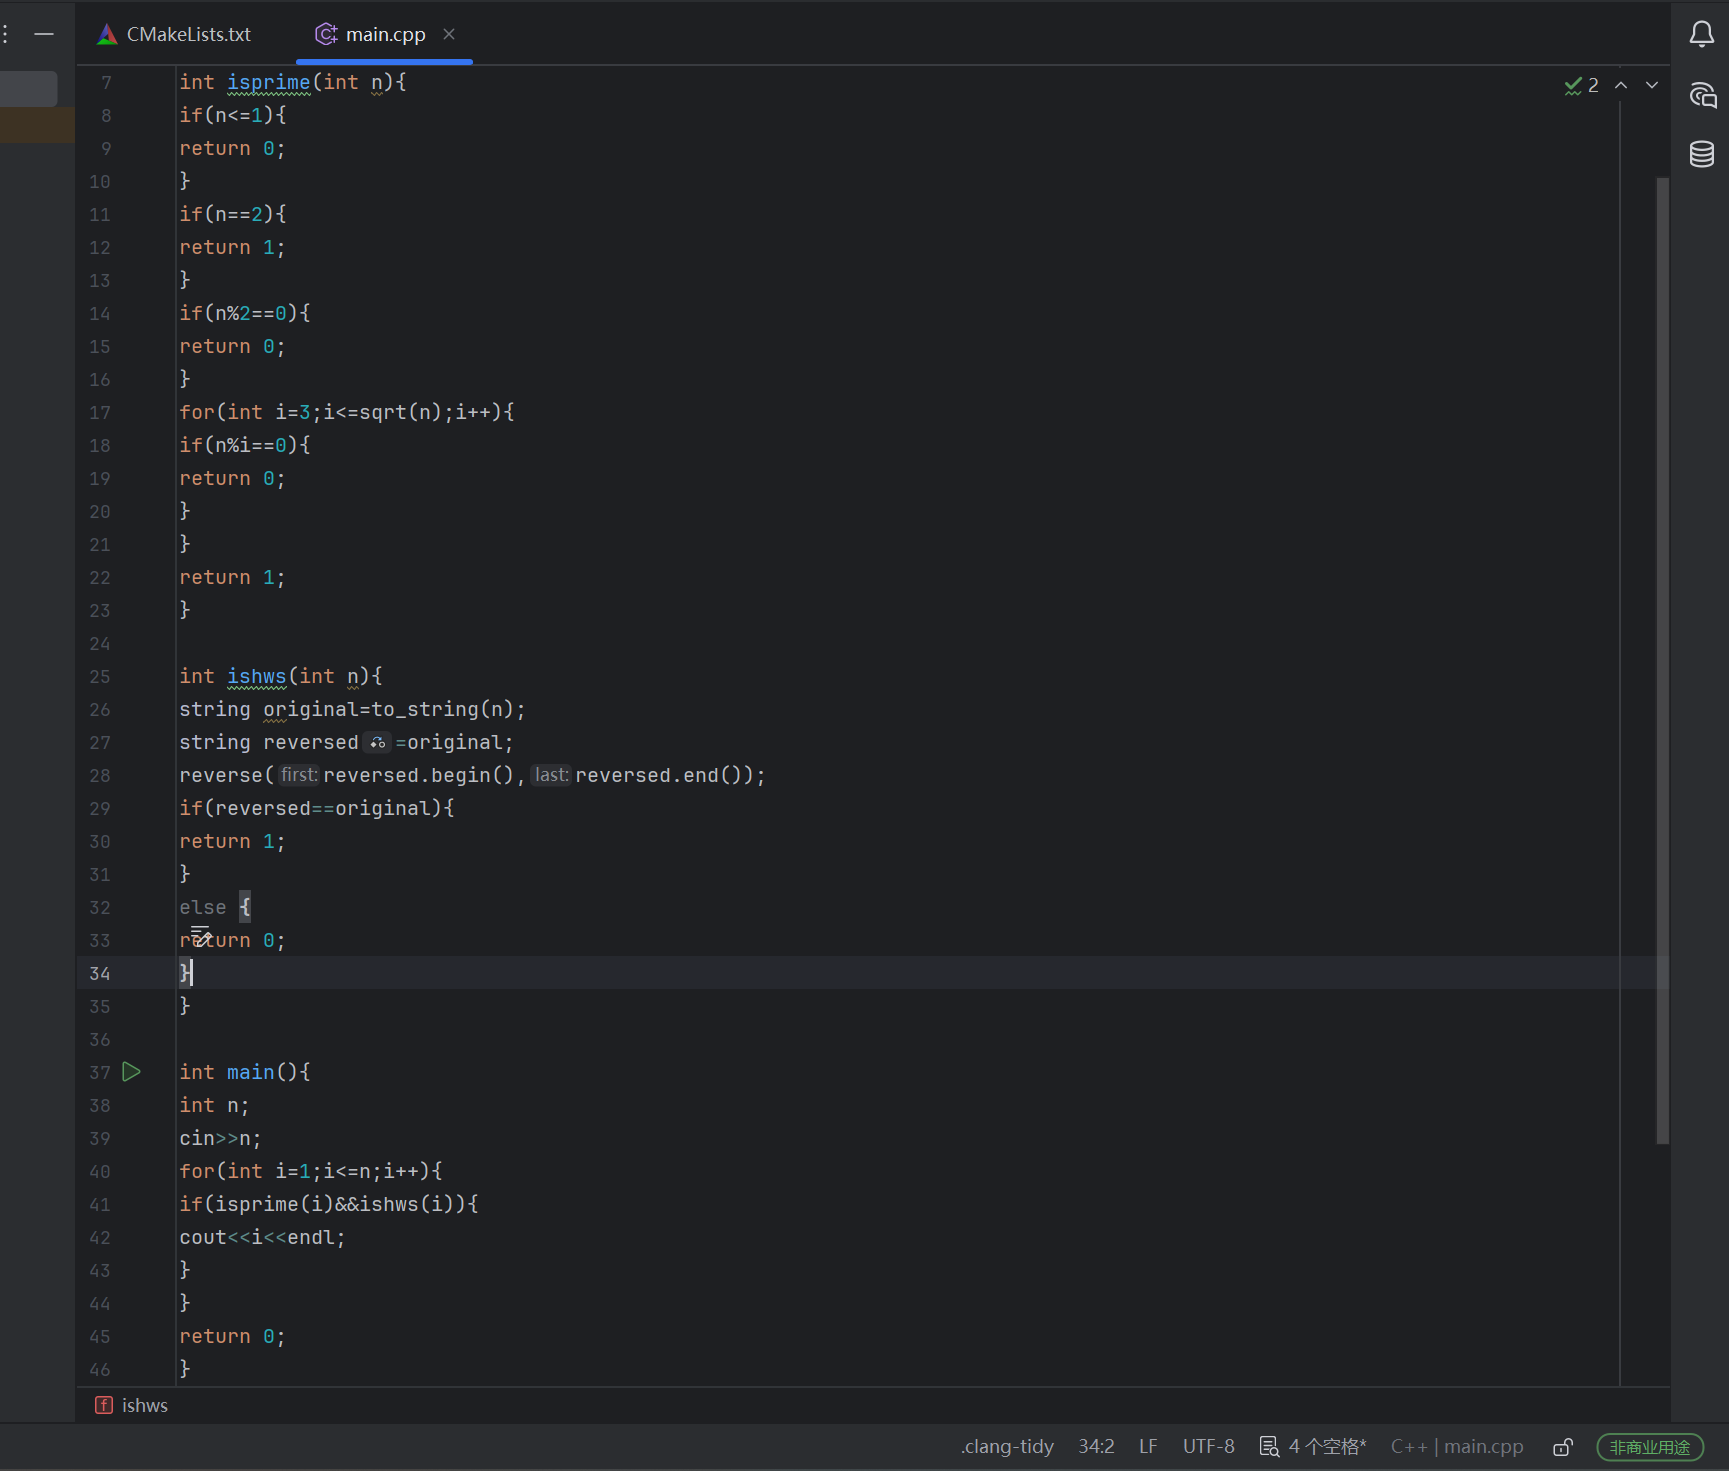 CMakeLists.txt
main.cpp
2
7 int isprime(int n){
8 if(n<=1){
9 return 0;
10 }
11 if(n==2){
12 return 1;
13 }
14 if(n%2==0){
15 return 0;
16 }
17 for(int i=3;i<=sqrt(n);i++){
18 if(n%i==0){
19 return 0;
20 }
21 }
22 return 1;
23 }
24
25 int ishws(int n){
26 string original=to_string(n);
27 string reversed=original;
28 reverse(first:reversed.begin(),last:reversed.end());
29 if(reversed==original){
30 return 1;
31 }
32 else {
33 return 0;
34 }
35 }
36
37 int main(){
38 int n;
39 cin>>n;
40 for(int i=1;i<=n;i++){
41 if(isprime(i)&&ishws(i)){
42 cout<<i<<endl;
43 }
44 }
45 return 0;
46 }
f ishws
.clang-tidy 34:2 LF UTF-8 4 个空格* C++ | main.cpp 非商业用途